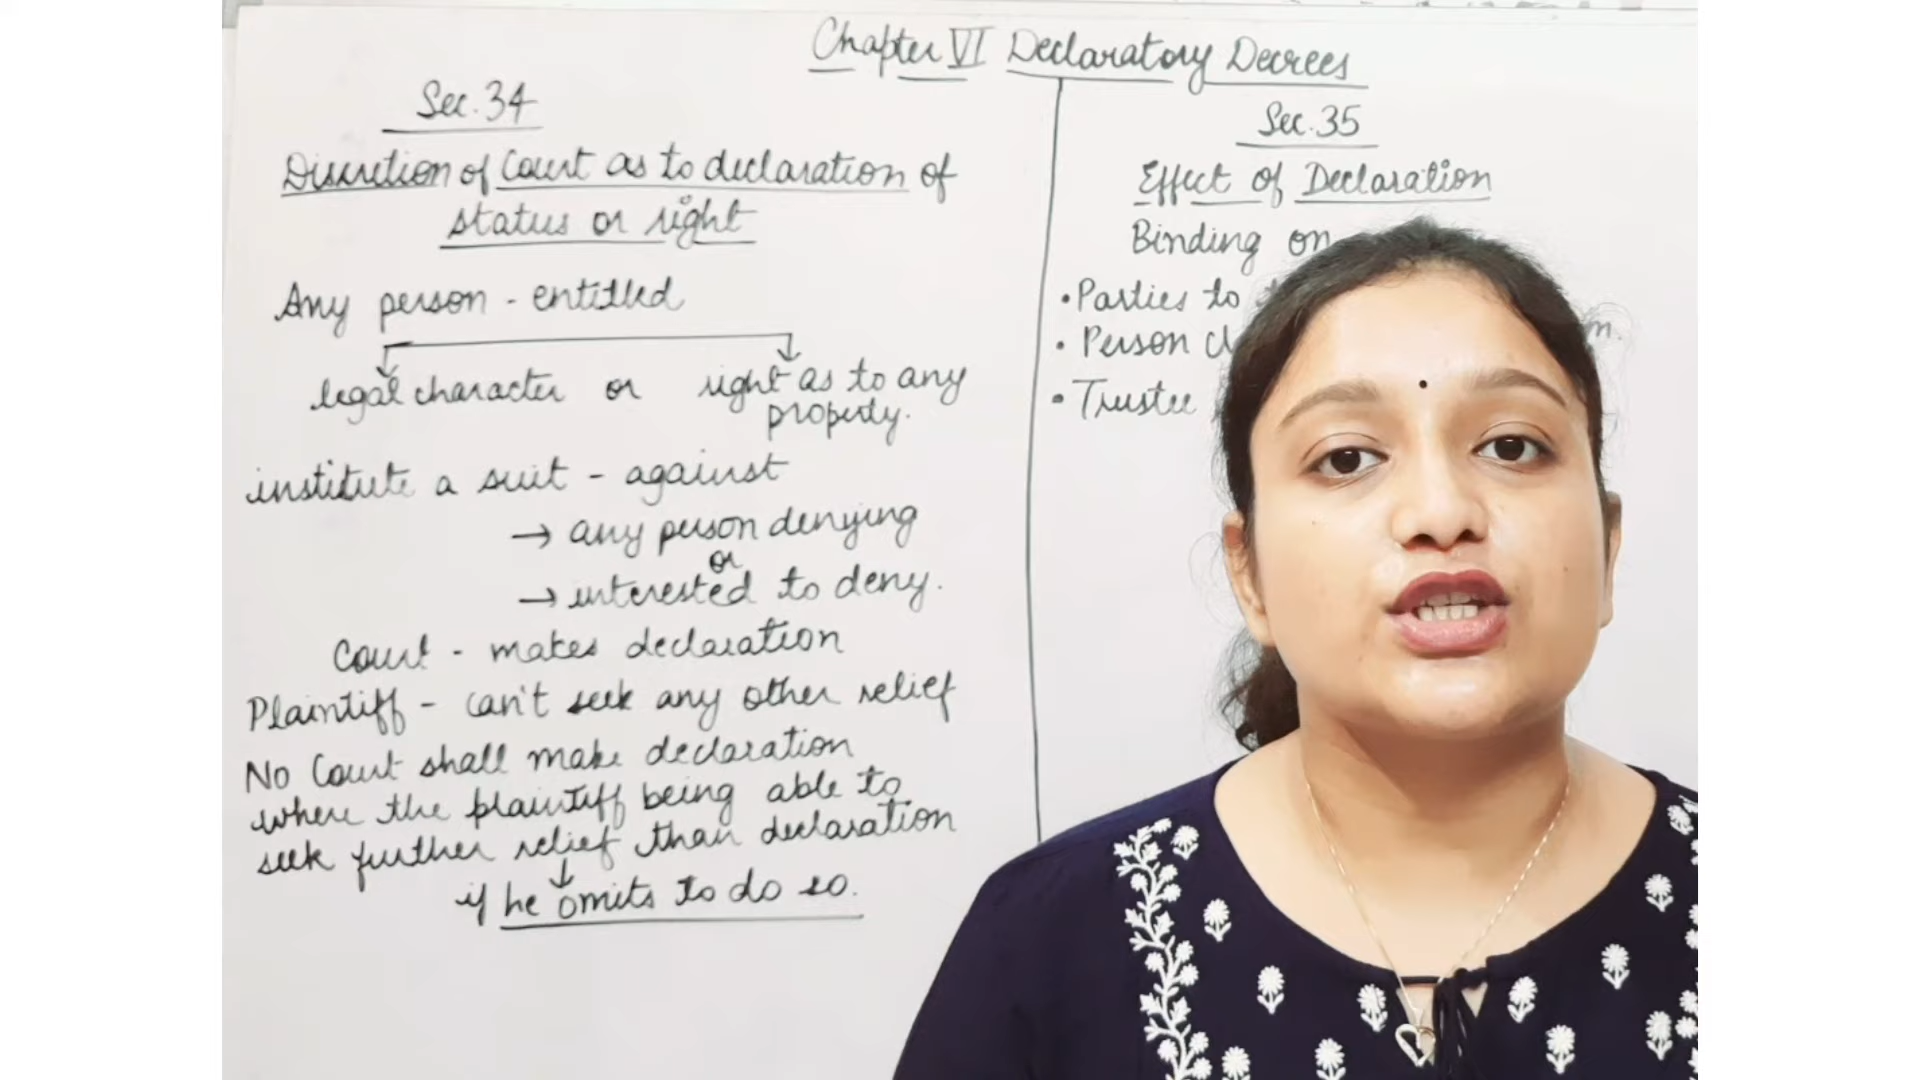 Chapter VI Declaratory Decrees
Sec. 34
Discretion of Court as to declaration of
status or right
Any person - entitled
legal character or right as to any
property.
institute a suit - against
→ any person denying
or
→ interested to deny.
Court - makes declaration
Plaintiff - can't seek any other relief
No Court shall make declaration
where the plaintiff being able to
seek further relief than declaration
↓
if he omits to do so.
Sec. 35
Effect of Declaration
Binding on
• Parties to
• Person
• Trustee